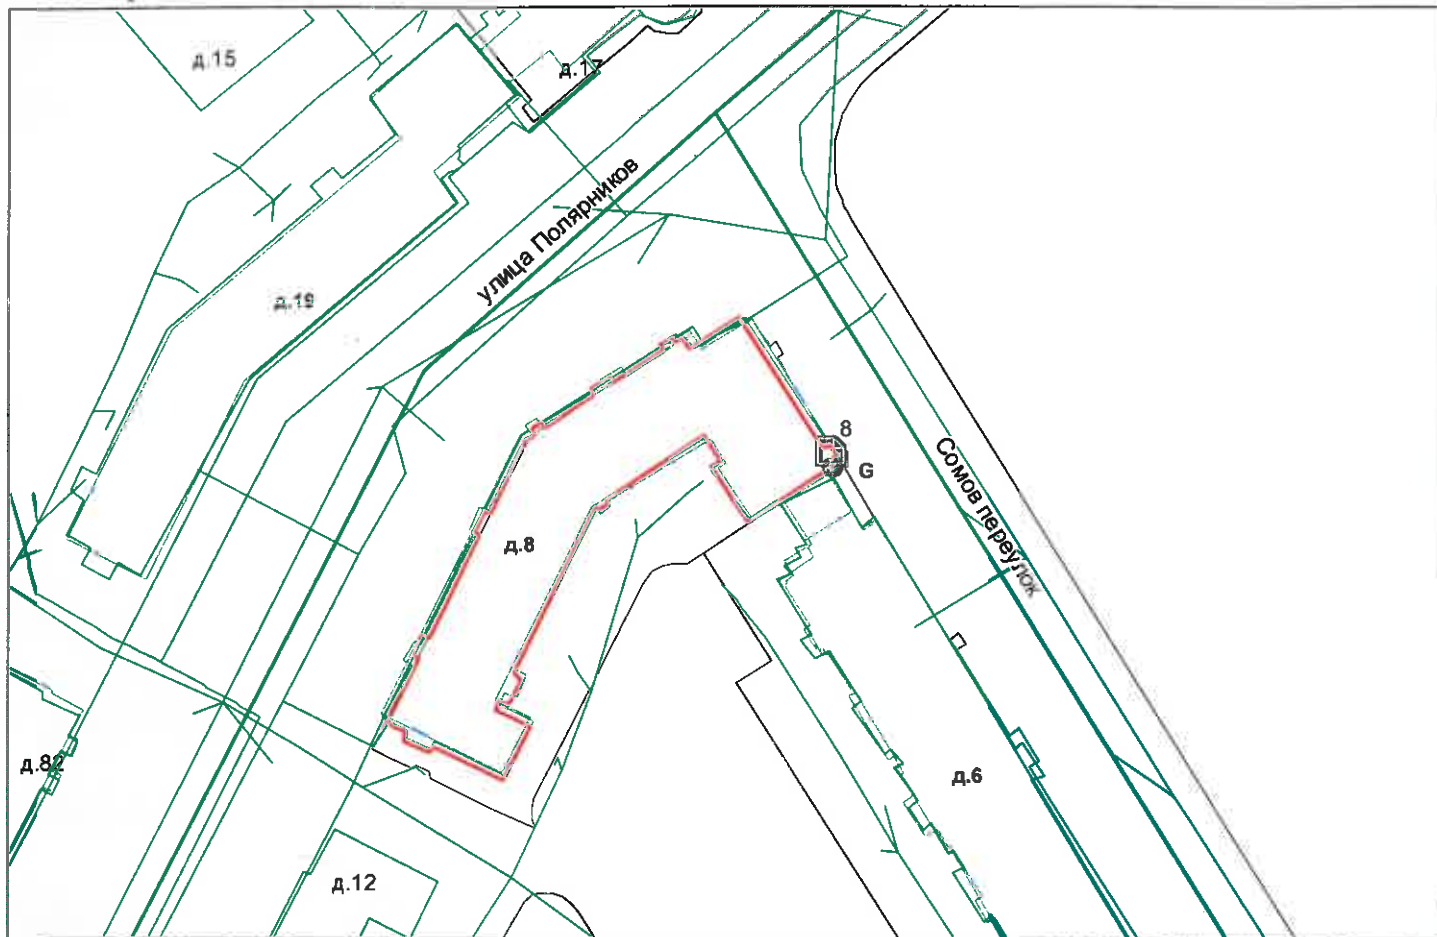 д.15
д.17
улица Полярников
д.19
8
G
Сомов переулок
д.8
д.82
д.6
д.12